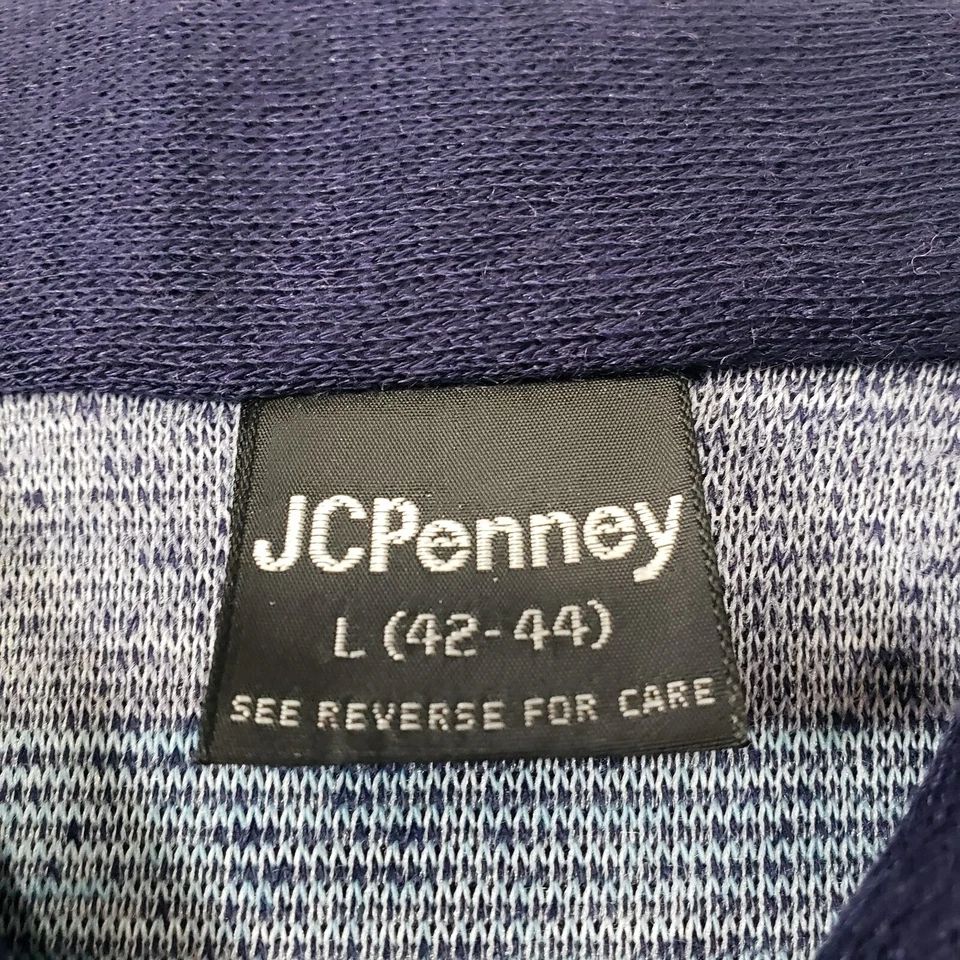 JCPenney
L (42-44)
SEE REVERSE FOR CARE